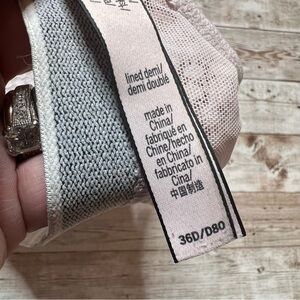 lined demi/
demi doublé
made in
China/
fabriqué en
Chine/hecho
en China/
fabbricato in
Cina/
中国制造
36D/D80